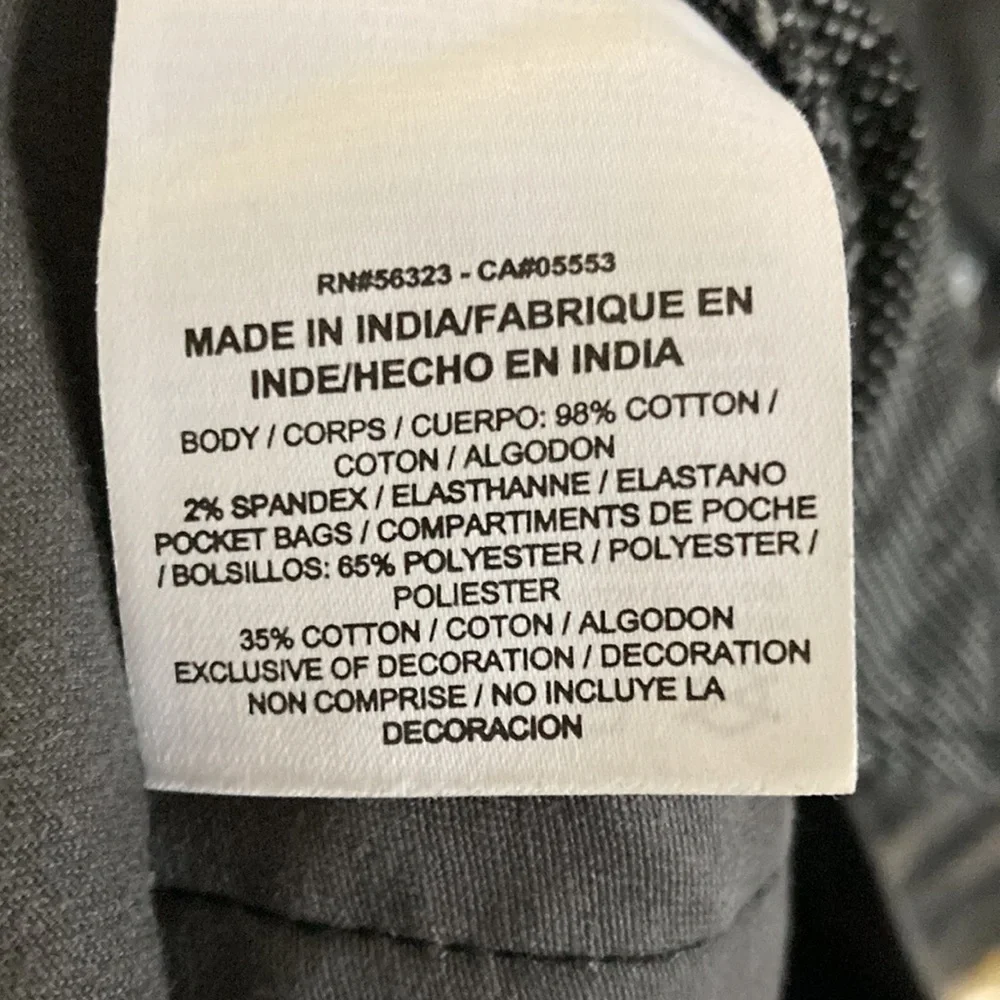 RN#56323 - CA#05553
MADE IN INDIA/FABRIQUE EN
INDE/HECHO EN INDIA
BODY / CORPS / CUERPO: 98% COTTON /
COTON / ALGODON
2% SPANDEX / ELASTHANNE / ELASTANO
POCKET BAGS / COMPARTIMENTS DE POCHE
/ BOLSILLOS: 65% POLYESTER / POLYESTER /
POLIESTER
35% COTTON / COTON / ALGODON
EXCLUSIVE OF DECORATION / DECORATION
NON COMPRISE / NO INCLUYE LA
DECORACION